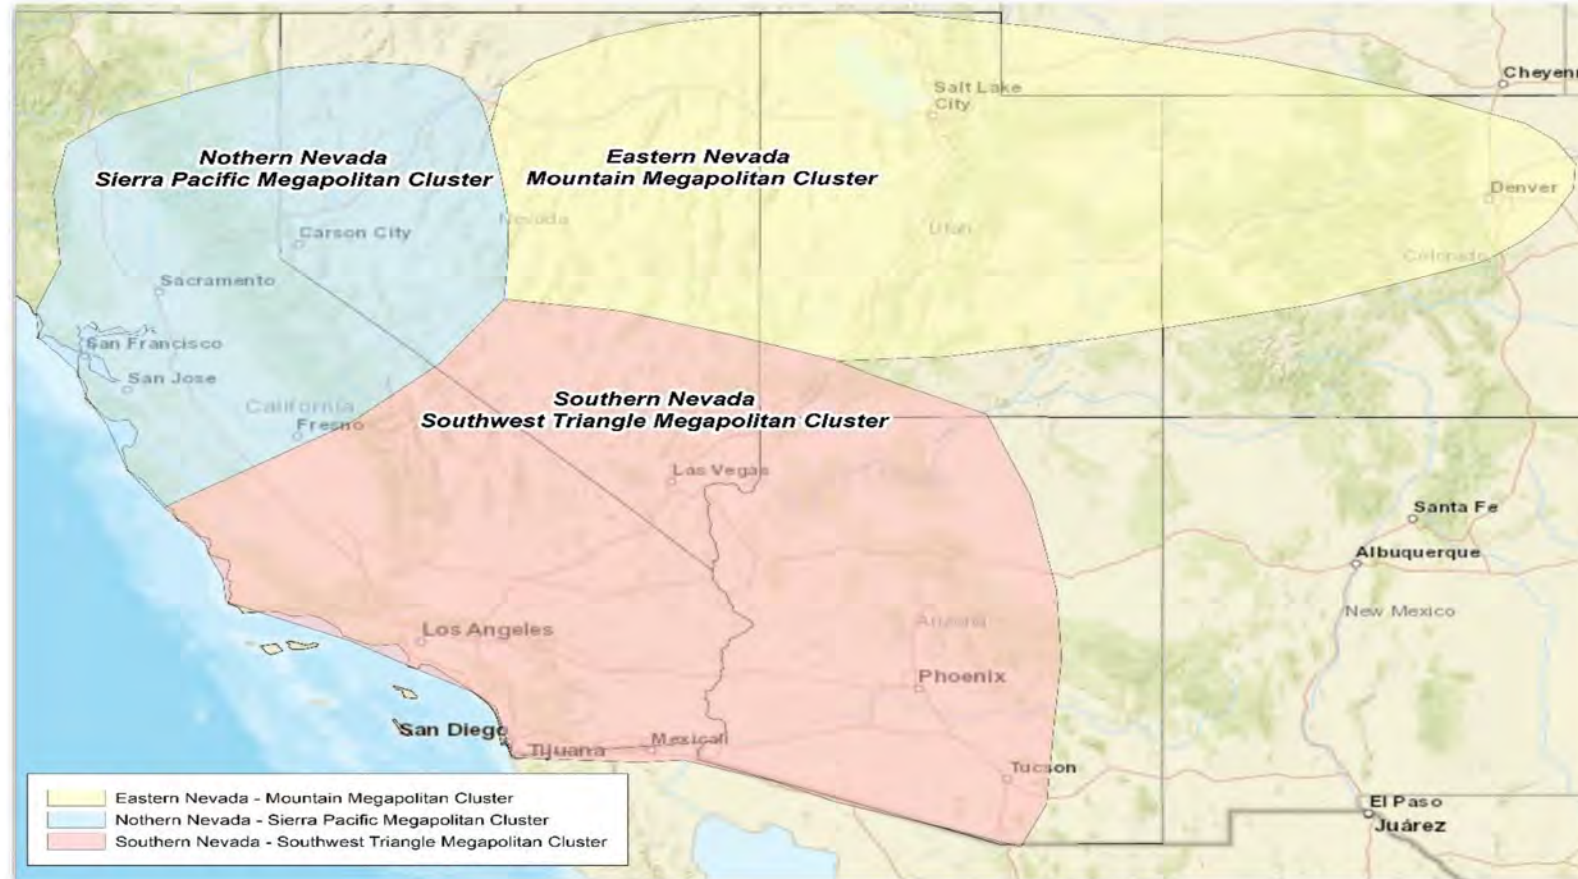 Cheyenn
Salt Lake
City
Nothern Nevada
Sierra Pacific Megapolitan Cluster
Eastern Nevada
Mountain Megapolitan Cluster
Denver
Nevada
Utah
Carson City
Colorado
Sacramento
San Francisco
San Jose
California
Fresno
Southern Nevada
Southwest Triangle Megapolitan Cluster
Las Vegas
Santa Fe
Albuquerque
New Mexico
Los Angeles
Arizona
Phoenix
San Diego
Tijuana
Mexicali
Tucson
El Paso
Juárez
Eastern Nevada - Mountain Megapolitan Cluster
Nothern Nevada - Sierra Pacific Megapolitan Cluster
Southern Nevada - Southwest Triangle Megapolitan Cluster